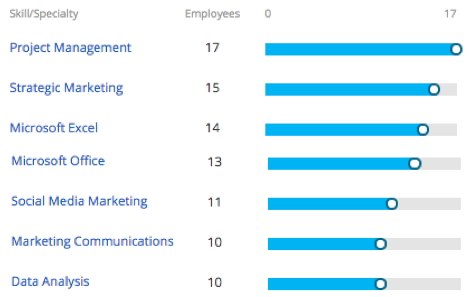 Skill/Specialty Employees 0 17
Project Management 17
Strategic Marketing 15
Microsoft Excel 14
Microsoft Office 13
Social Media Marketing 11
Marketing Communications 10
Data Analysis 10